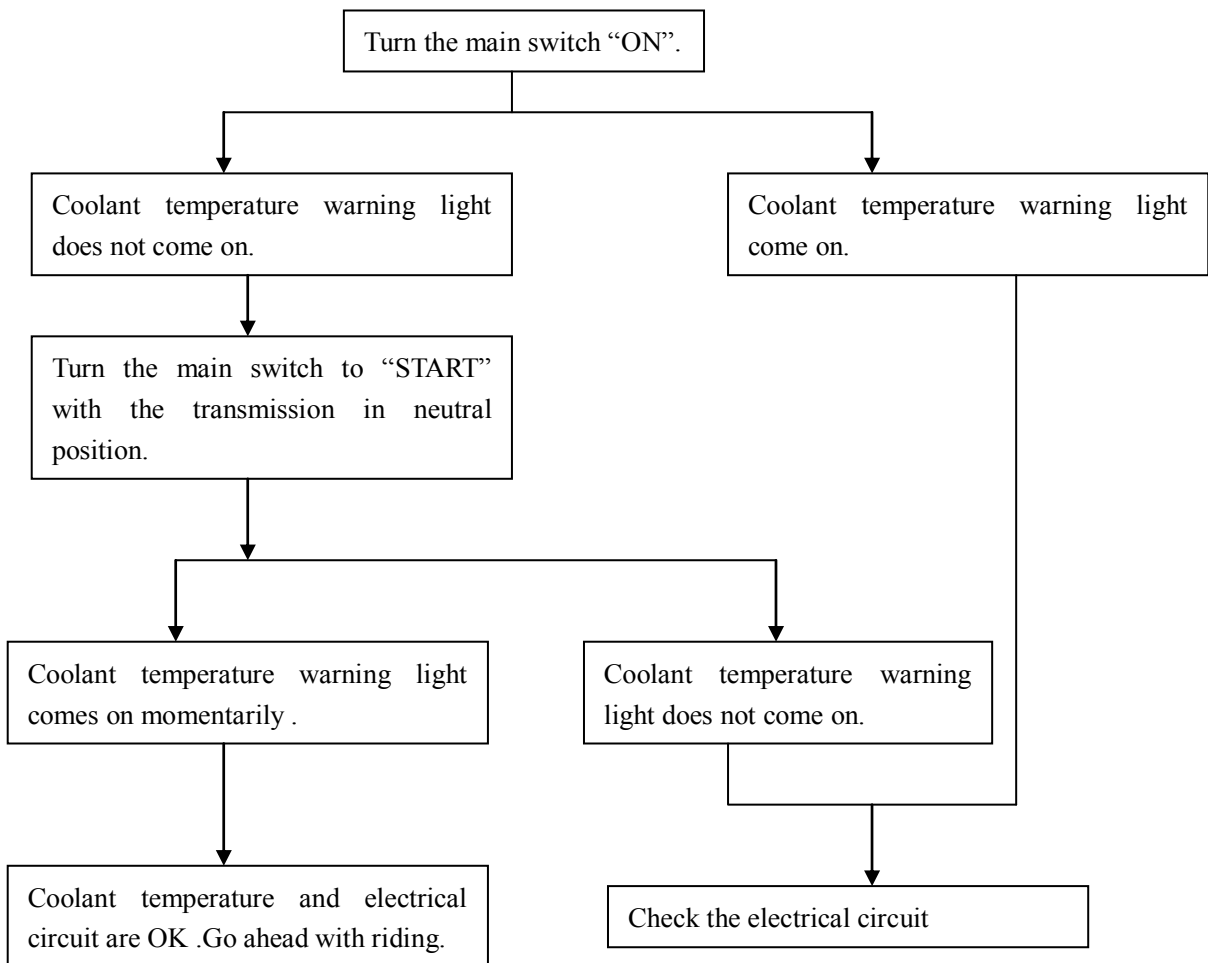 Turn the main switch “ON”.
Coolant temperature warning light
does not come on.
Coolant temperature warning light
come on.
Turn the main switch to “START”
with the transmission in neutral
position.
Coolant temperature warning light
comes on momentarily .
Coolant temperature warning
light does not come on.
Coolant temperature and electrical
circuit are OK .Go ahead with riding.
Check the electrical circuit